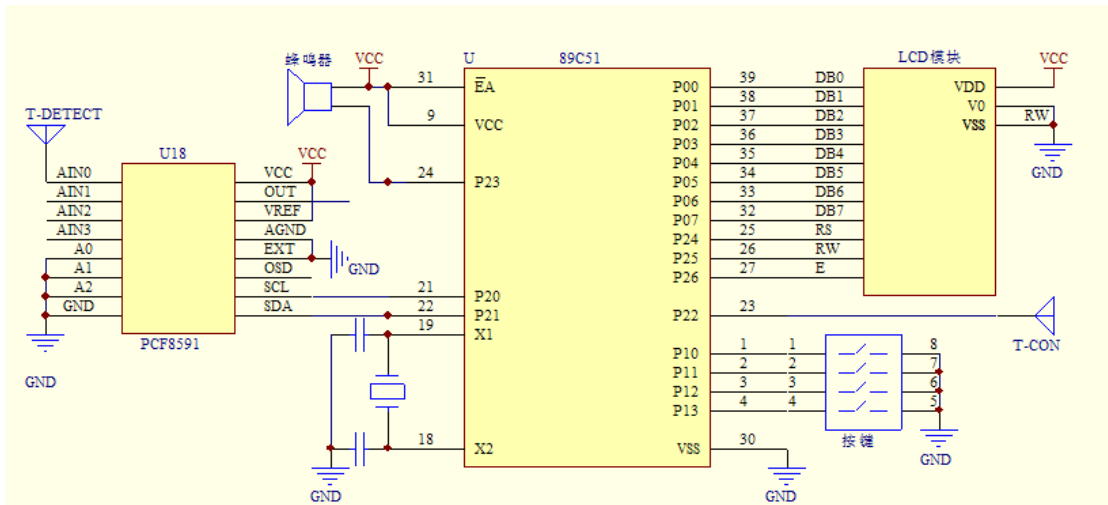 蜂鸣器 VCC U 89C51 LCD模块 VCC
31 EA P00 39 DB0 VDD
T-DETECT P01 38 DB1 V0
9 VCC P02 37 DB2 VSS RW
P03 36 DB3
U18 VCC P04 35 DB4
AIN0 VCC 24 P23 P05 34 DB5 GND
AIN1 OUT P06 33 DB6
AIN2 VREF P07 32 DB7
AIN3 AGND P24 25 RS
A0 EXT GND P25 26 RW
A1 OSD P26 27 E
A2 SCL 21 P20
GND SDA 22 P21 P22 23
19 X1 T-CON
PCF8591 P10 1 1 8
P11 2 2 7
GND P12 3 3 6
P13 4 4 5
18 X2 VSS 30 按键
GND
GND GND